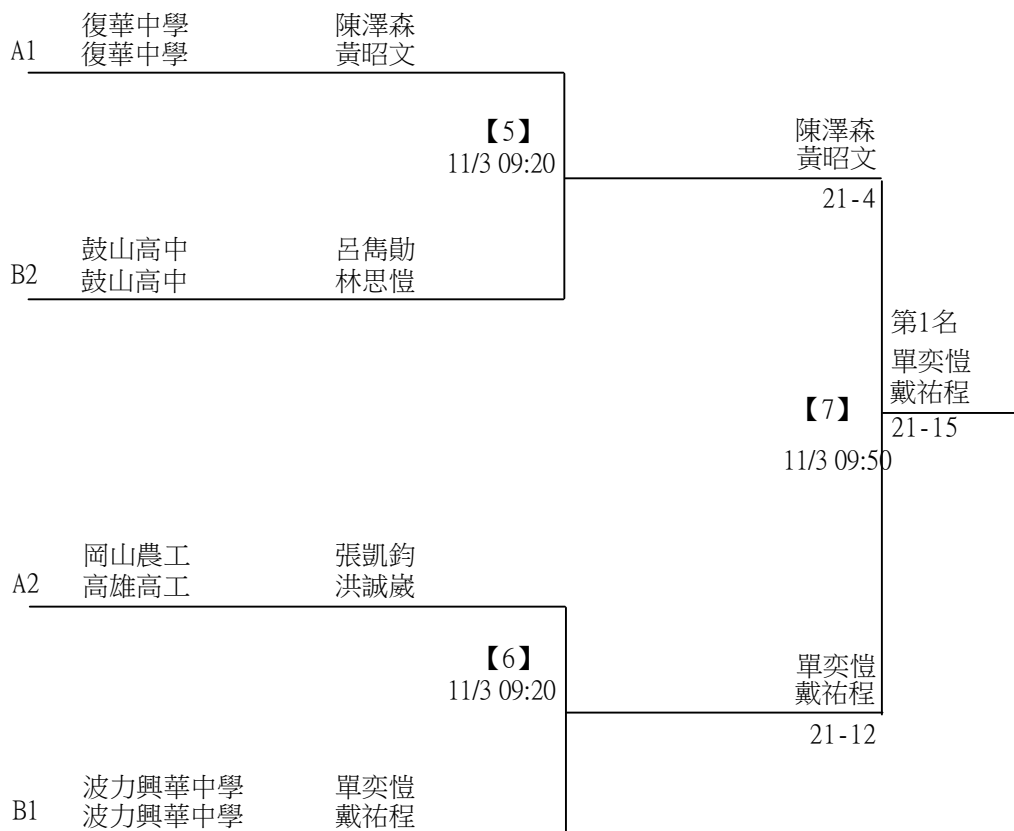 復華中學 陳澤森
A1 復華中學 黃昭文
【5】
11/3 09:20
陳澤森
黃昭文
21-4
鼓山高中 呂雋勛
B2 鼓山高中 林思愷
第1名
單奕愷
戴祐程
【7】
21-15
11/3 09:50
岡山農工 張凱鈞
A2 高雄高工 洪誠崴
【6】
11/3 09:20
單奕愷
戴祐程
21-12
波力興華中學 單奕愷
B1 波力興華中學 戴祐程